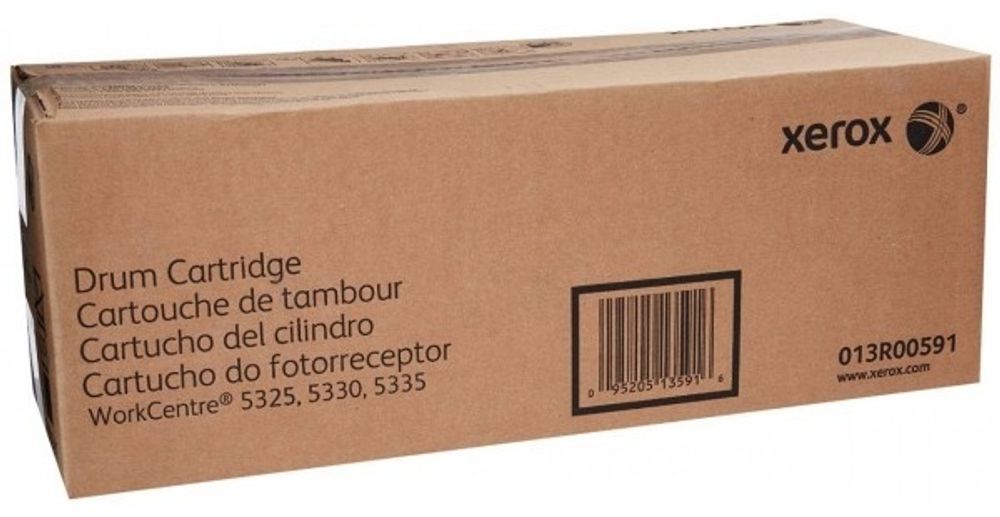 xerox
xerox ®
Drum Cartridge
Cartouche de tambour
Cartucho del cilindro
Cartucho do fotorreceptor
WorkCentre® 5325, 5330, 5335
0 95205 13591 6
013R00591
www.xerox.com